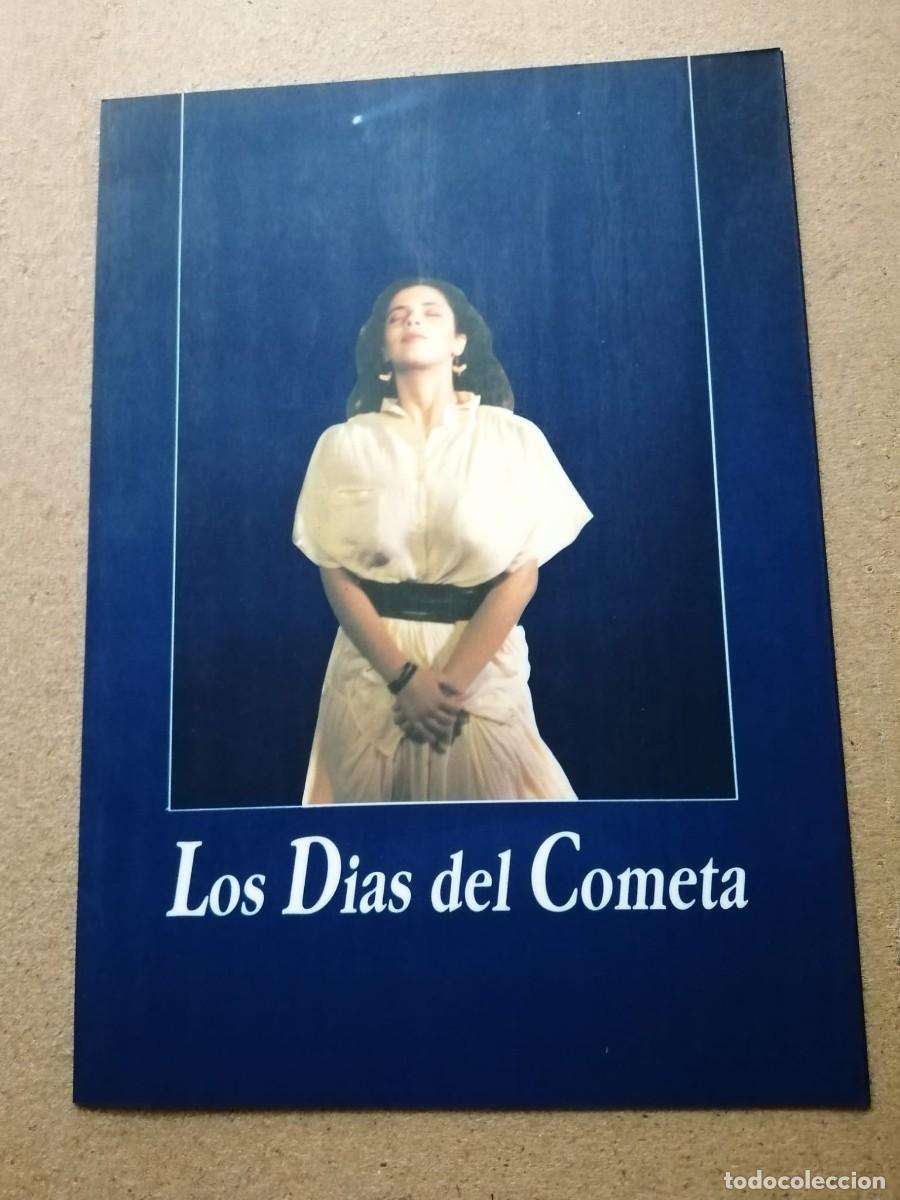 Los Dias del Cometa
todocoleccion